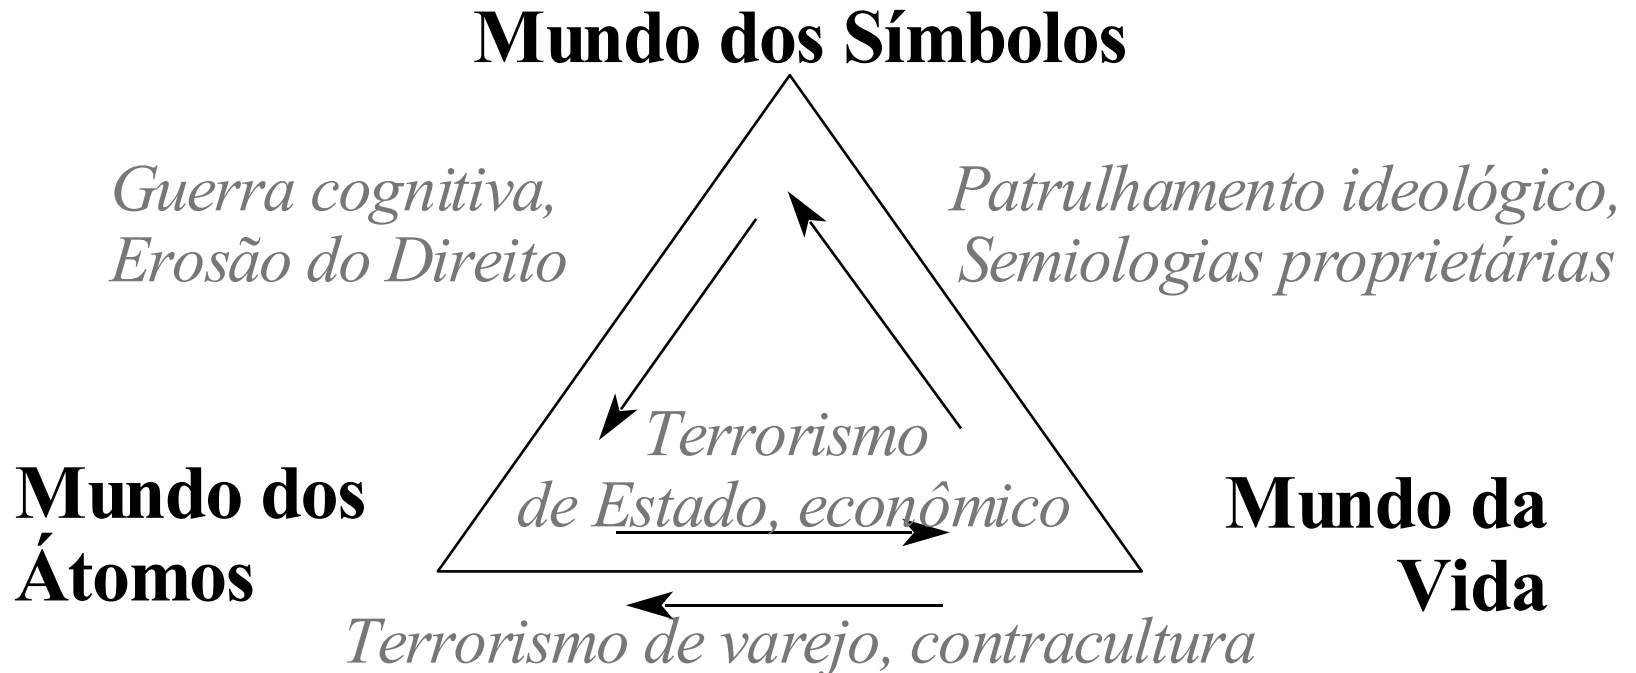 Mundo dos Símbolos
Guerra cognitiva,
Erosão do Direito
Patrulhamento ideológico,
Semiologias proprietárias
Terrorismo
de Estado, econômico
Mundo dos
Átomos
Mundo da
Vida
Terrorismo de varejo, contracultura